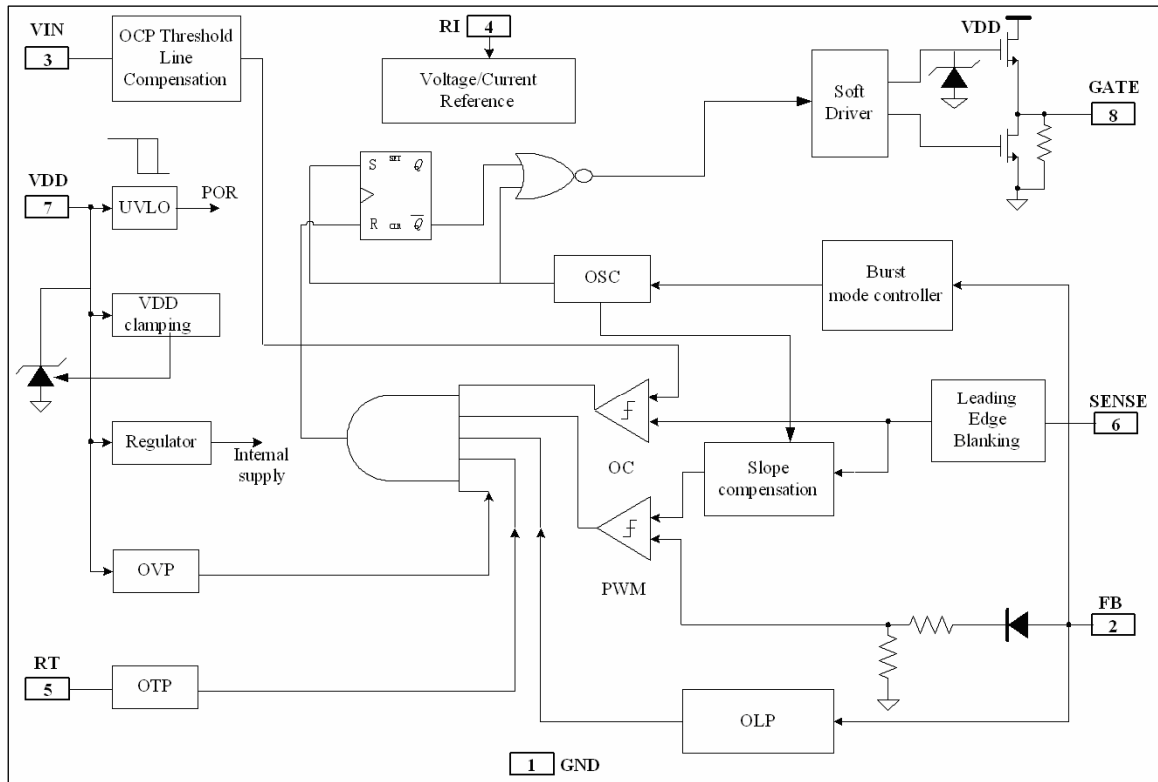 VIN
3
OCP Threshold
Line
Compensation
RI
4
Voltage/Current
Reference
VDD
Soft
Driver
GATE
8
S SET Q
R CLR Q
VDD
7
UVLO
POR
OSC
Burst
mode controller
VDD
clamping
Regulator
Internal
supply
OC
Slope
compensation
Leading
Edge
Blanking
SENSE
6
OVP
PWM
FB
2
RT
5
OTP
OLP
1
GND